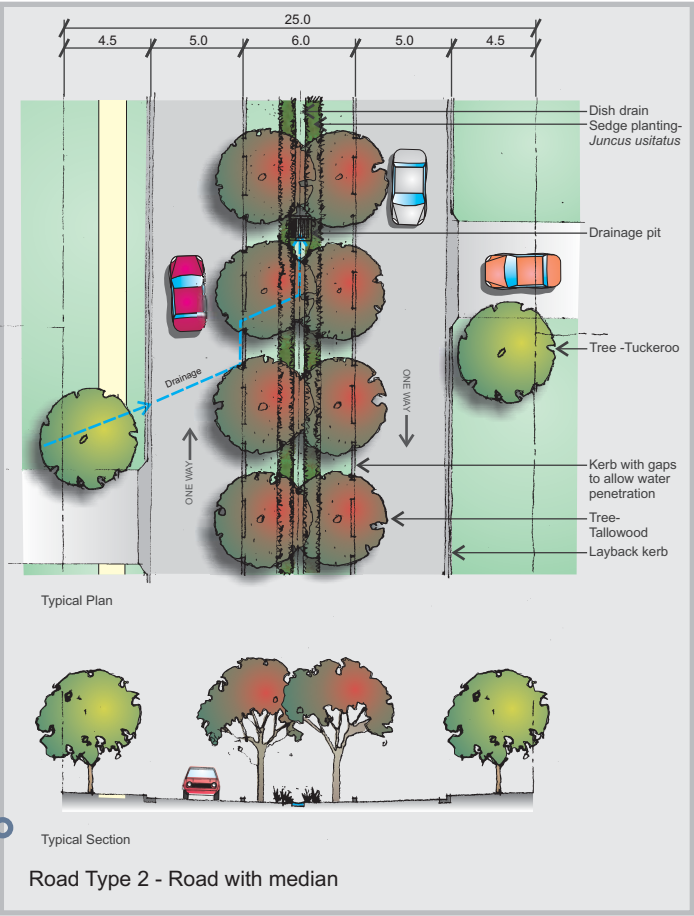 25.0
4.5 5.0 6.0 5.0 4.5
Dish drain
Sedge planting-
Juncus usitatus
Drainage pit
Tree -Tuckeroo
Drainage
ONE WAY
ONE WAY
Kerb with gaps
to allow water
penetration
Tree-
Tallowood
Layback kerb
Typical Plan
Typical Section
Road Type 2 - Road with median